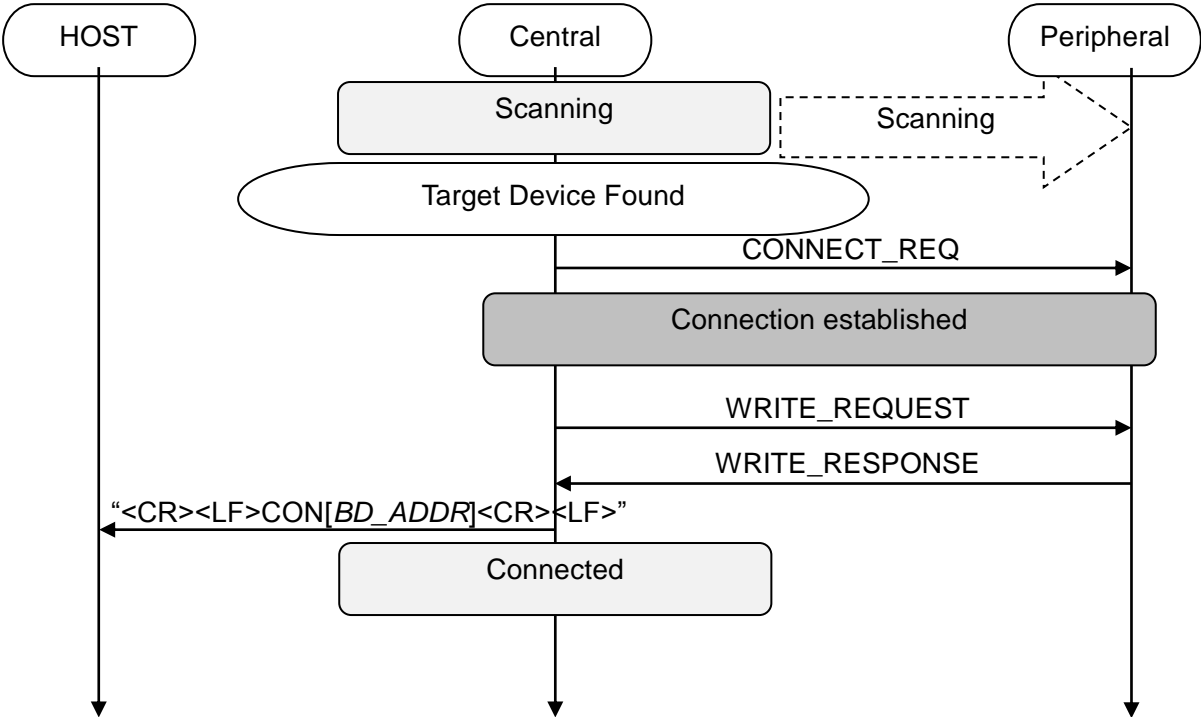 HOST
Central
Peripheral
Scanning
Scanning
Target Device Found
CONNECT_REQ
Connection established
WRITE_REQUEST
WRITE_RESPONSE
“<CR><LF>CON[BD_ADDR]<CR><LF>”
Connected